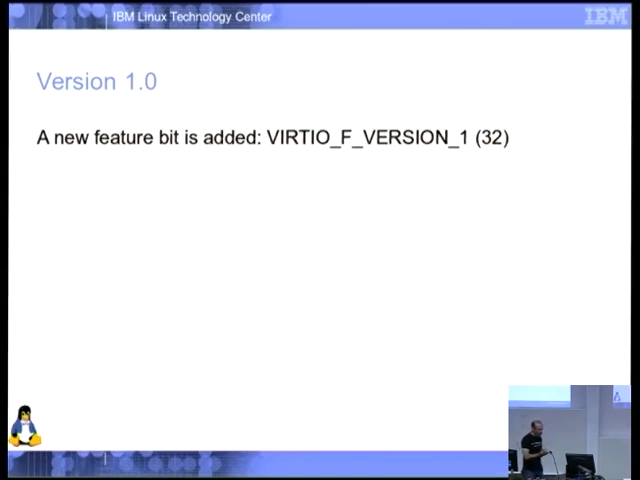 IBM Linux Technology Center
IBM
Version 1.0
A new feature bit is added: VIRTIO_F_VERSION_1 (32)